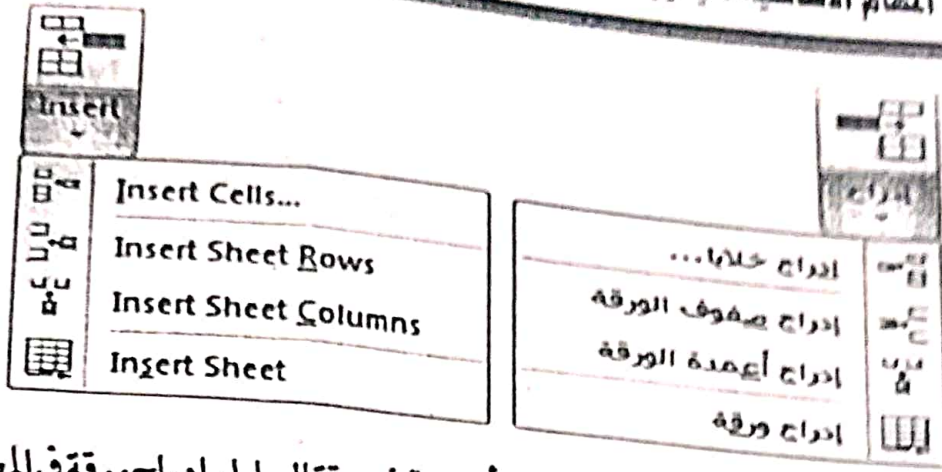 Insert
Insert Cells...
Insert Sheet Rows
Insert Sheet Columns
Insert Sheet
إدراج
إدراج خلايا...
إدراج صفوف الورقة
إدراج أعمدة الورقة
إدراج ورقة